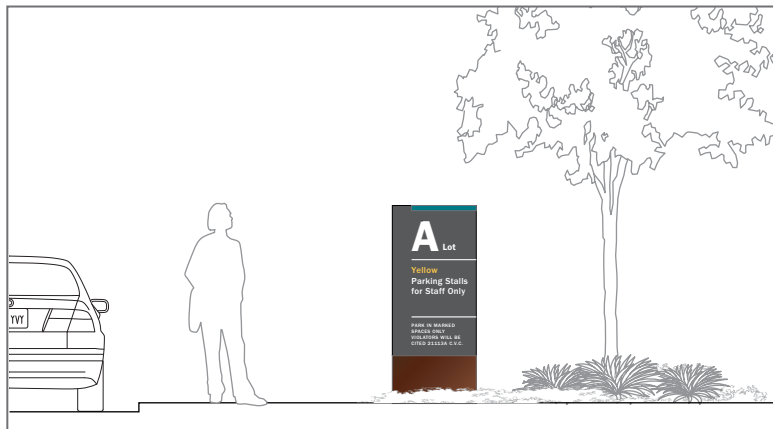 A Lot
Yellow
Parking Stalls
for Staff Only
PARK IN MARKED
SPACES ONLY
VIOLATORS WILL BE
CITED 21113A C.V.C.
YVY